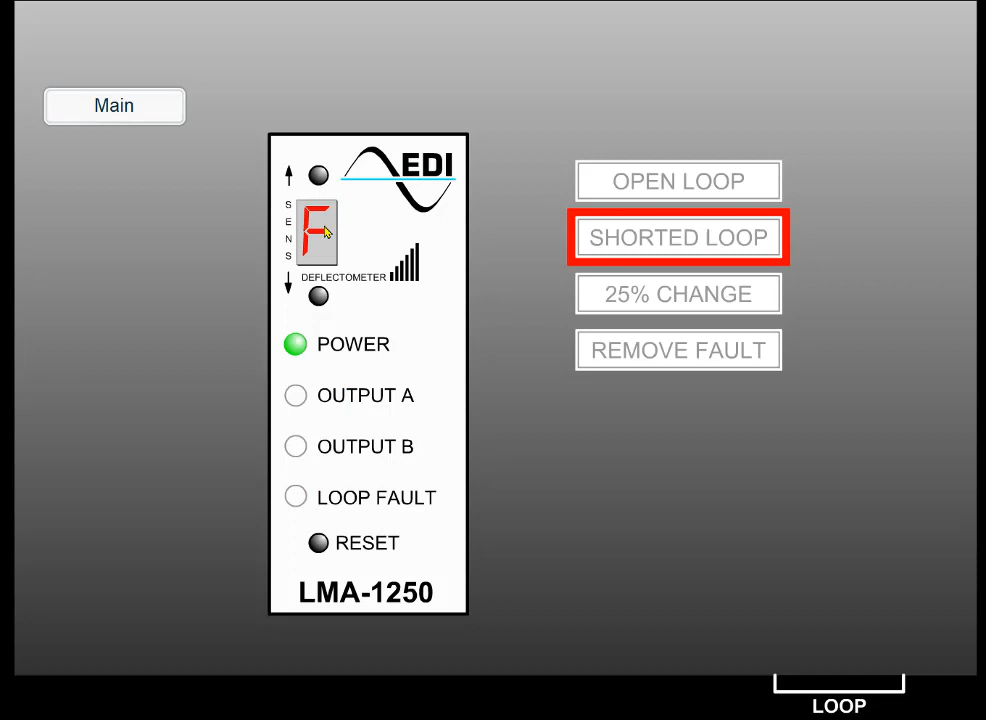 Main
EDI
S
E
N
S
F
DEFLECTOMETER
POWER
OUTPUT A
OUTPUT B
LOOP FAULT
RESET
LMA-1250
OPEN LOOP
SHORTED LOOP
25% CHANGE
REMOVE FAULT
LOOP